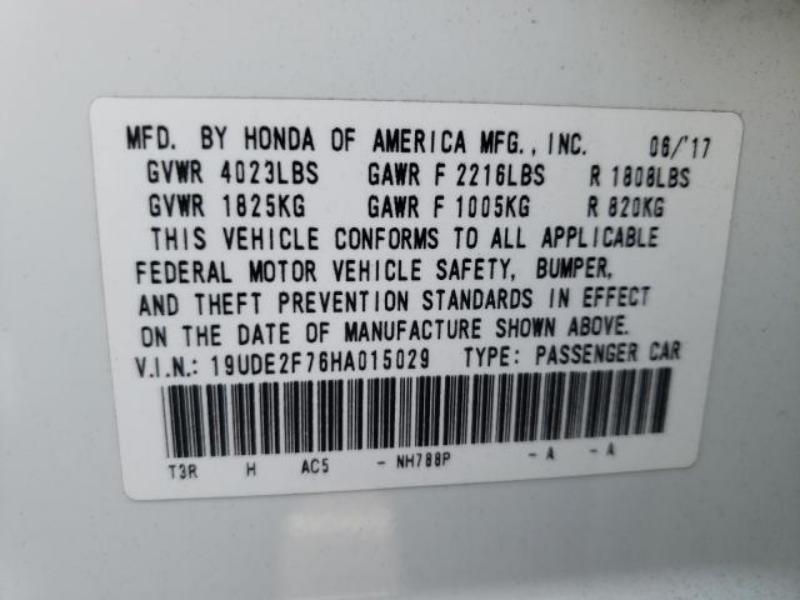 MFD. BY HONDA OF AMERICA MFG., INC. 06/'17
GVWR 4023LBS GAWR F 2216LBS R 1808LBS
GVWR 1825KG GAWR F 1005KG R 820KG
THIS VEHICLE CONFORMS TO ALL APPLICABLE
FEDERAL MOTOR VEHICLE SAFETY, BUMPER,
AND THEFT PREVENTION STANDARDS IN EFFECT
ON THE DATE OF MANUFACTURE SHOWN ABOVE.
V.I.N.: 19UDE2F76HA015029 TYPE: PASSENGER CAR
T3R H AC5 - NH788P - A - A